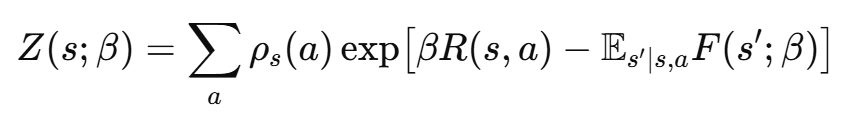 Z(s; β) = ∑_a ρ_s(a) exp[βR(s, a) − 𝔼_{s′|s,a}F(s′; β)]